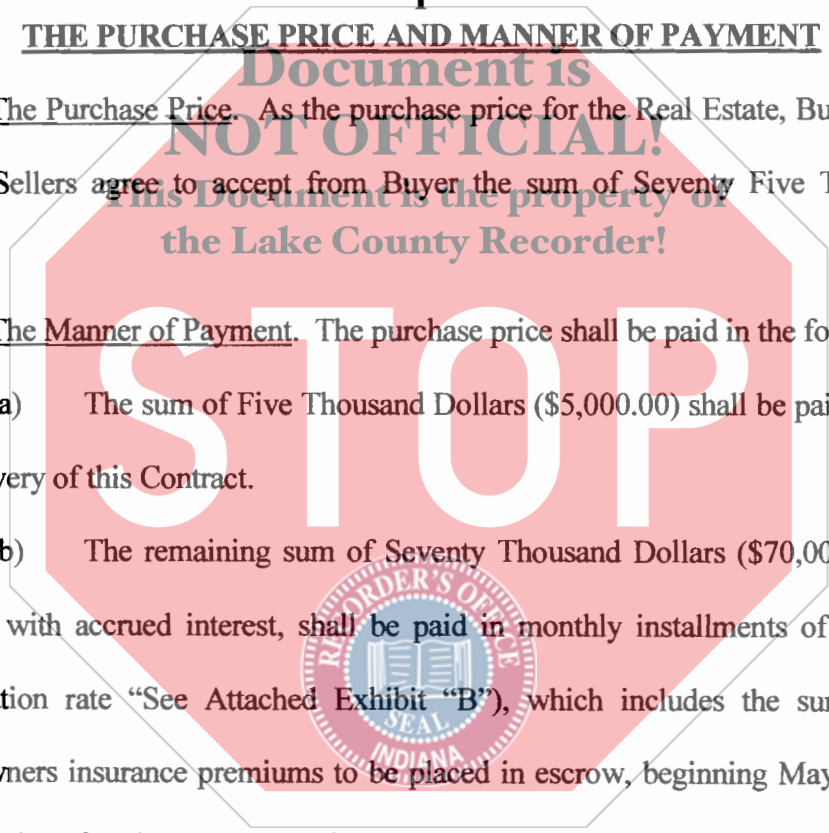 THE PURCHASE PRICE AND MANNER OF PAYMENT
Document is
The Purchase Price. As the purchase price for the Real Estate, Bu
NOT OFFICIAL!
Sellers agree to accept from Buyer the sum of Seventy Five T
This Document is the property of
the Lake County Recorder!
The Manner of Payment. The purchase price shall be paid in the fo
STOP
a) The sum of Five Thousand Dollars ($5,000.00) shall be pai
very of this Contract.
b) The remaining sum of Seventy Thousand Dollars ($70,00
with accrued interest, shall be paid in monthly installments of
RECORDER'S OFFICE
tion rate “See Attached Exhibit “B”), which includes the sur
SEAL
INDIANA
wners insurance premiums to be placed in escrow, beginning May